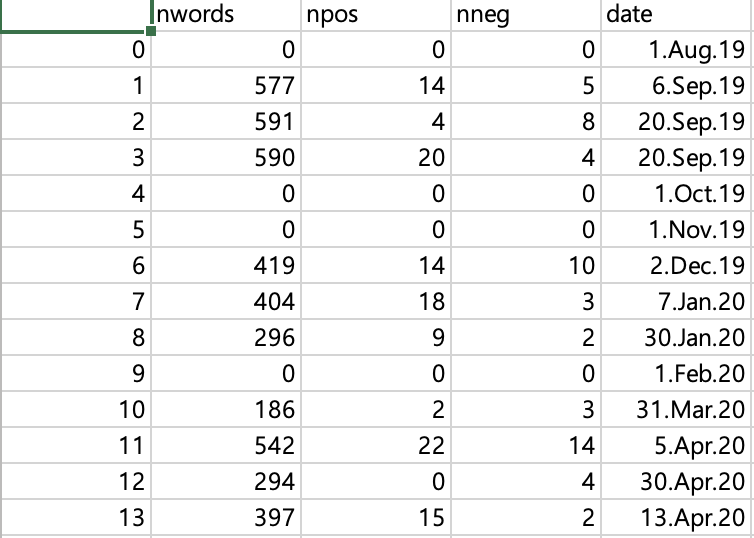 nwords npos nneg date
0 0 0 0 1.Aug.19
1 577 14 5 6.Sep.19
2 591 4 8 20.Sep.19
3 590 20 4 20.Sep.19
4 0 0 0 1.Oct.19
5 0 0 0 1.Nov.19
6 419 14 10 2.Dec.19
7 404 18 3 7.Jan.20
8 296 9 2 30.Jan.20
9 0 0 0 1.Feb.20
10 186 2 3 31.Mar.20
11 542 22 14 5.Apr.20
12 294 0 4 30.Apr.20
13 397 15 2 13.Apr.20